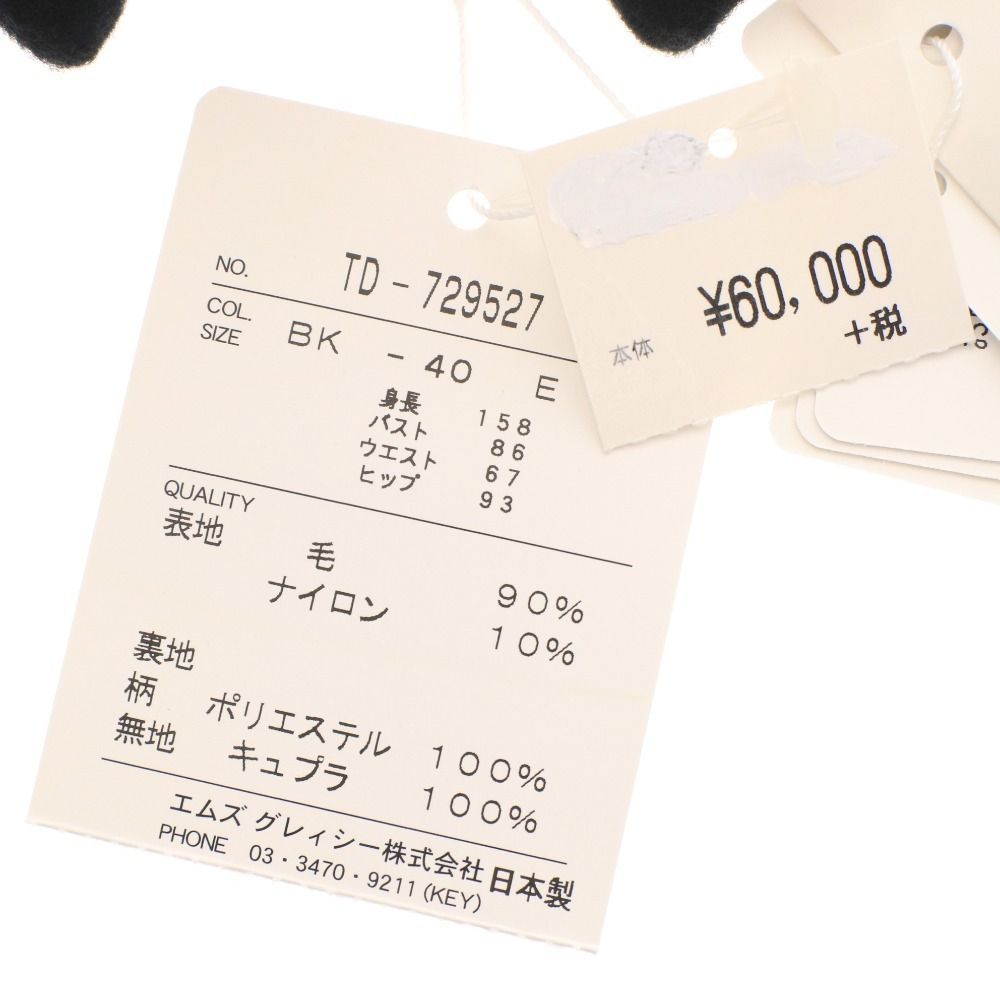 NO. TD-729527
COL. SIZE BK -40 E
身長 158
バスト 86
ウエスト 67
ヒップ 93
QUALITY
表地 毛 90%
ナイロン 10%
裏地
柄 ポリエステル 100%
無地 キュプラ 100%
エムズ グレィシー株式会社 日本製
PHONE 03・3470・9211 (KEY)
¥60,000
本体 +税